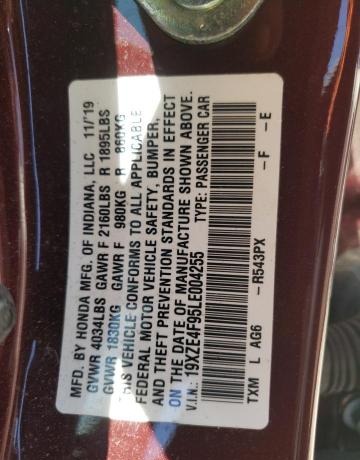 MFD. BY HONDA MFG. OF INDIANA, LLC 11/'19
GVWR 4034LBS GAWR F 2160LBS R 1895LBS
GVWR 1830KG GAWR F 980KG R 860KG
THIS VEHICLE CONFORMS TO ALL APPLICABLE
FEDERAL MOTOR VEHICLE SAFETY, BUMPER,
AND THEFT PREVENTION STANDARDS IN EFFECT
ON THE DATE OF MANUFACTURE SHOWN ABOVE.
V.I.N.: 19XZE4F95LE004255 TYPE: PASSENGER CAR
TXM L AG6 -R543PX -F -E